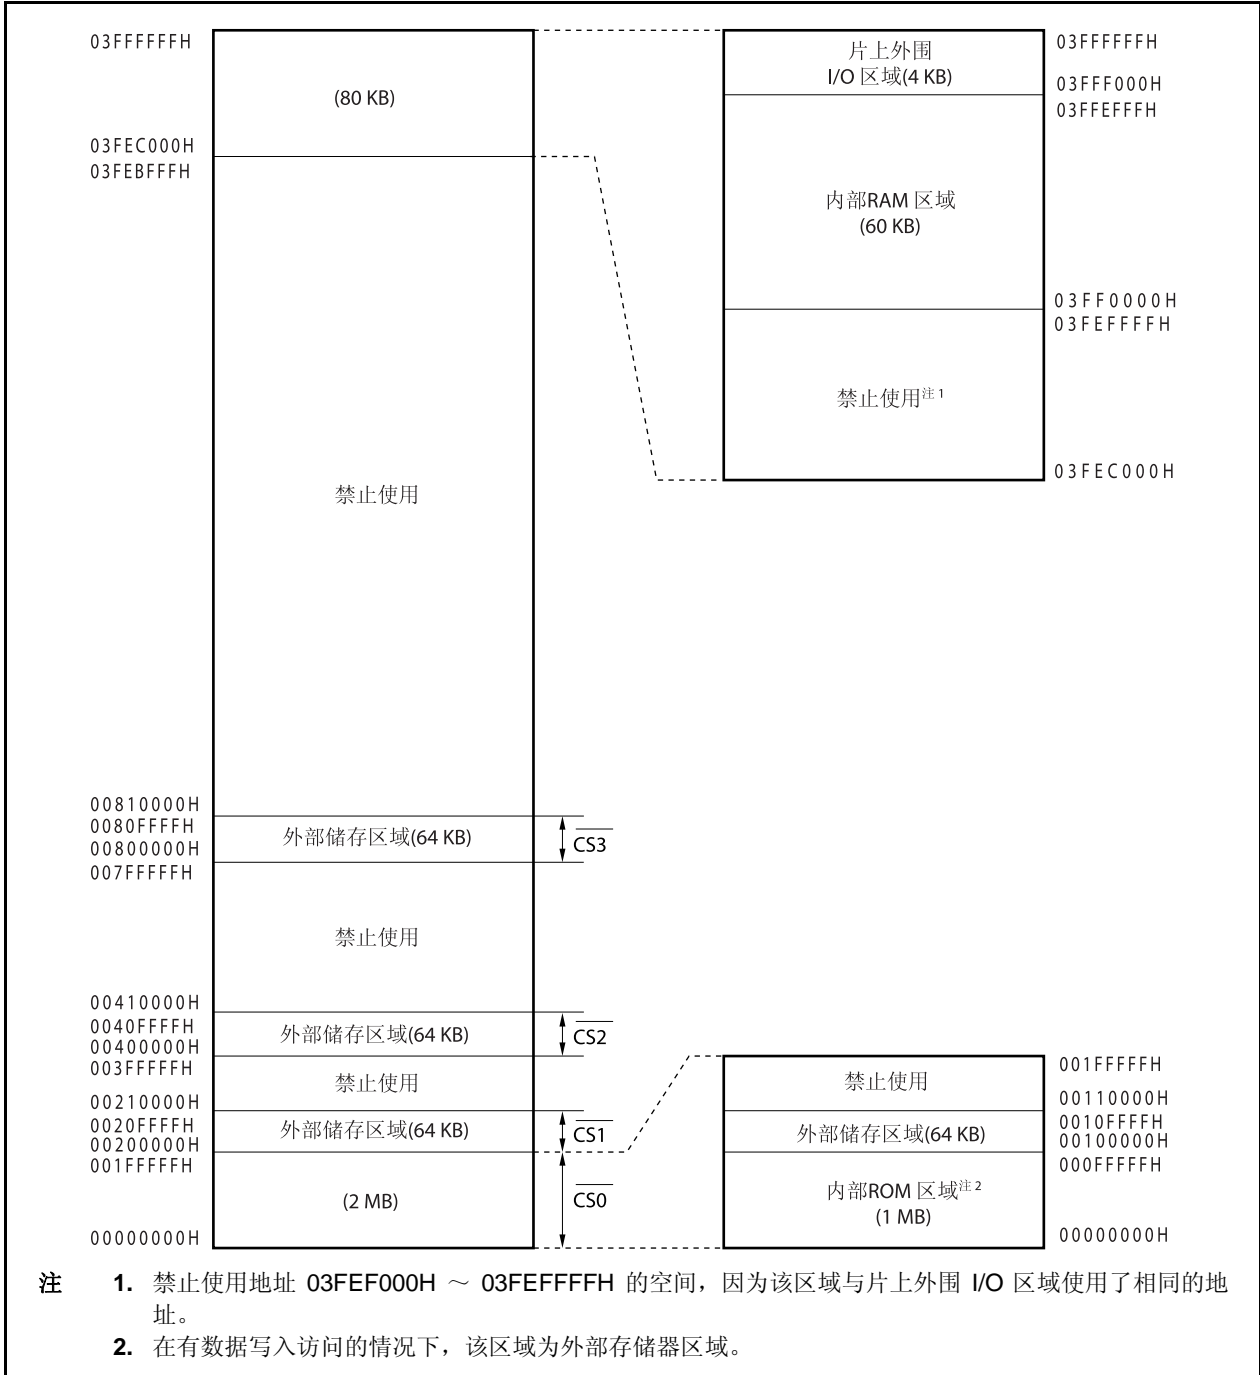 03FFFFFFH
(80 KB)
03FEC000H
03FEBFFFH
禁止使用
00810000H
0080FFFFH
外部储存区域(64 KB)
CS3
00800000H
007FFFFFH
禁止使用
00410000H
0040FFFFH
外部储存区域(64 KB)
CS2
00400000H
003FFFFFH
禁止使用
00210000H
0020FFFFH
外部储存区域(64 KB)
CS1
00200000H
001FFFFFH
(2 MB)
CS0
00000000H
片上外围
I/O 区域(4 KB)
03FFFFFFH
03FFF000H
03FFEFFFH
内部RAM 区域
(60 KB)
03FF0000H
03FEFFFFH
禁止使用注 1
03FEC000H
001FFFFFH
禁止使用
00110000H
0010FFFFH
外部储存区域(64 KB)
00100000H
000FFFFFH
内部ROM 区域注 2
(1 MB)
00000000H
注 1. 禁止使用地址 03FEF000H ～ 03FEFFFFH 的空间，因为该区域与片上外围 I/O 区域使用了相同的地
址。
2. 在有数据写入访问的情况下，该区域为外部存储器区域。